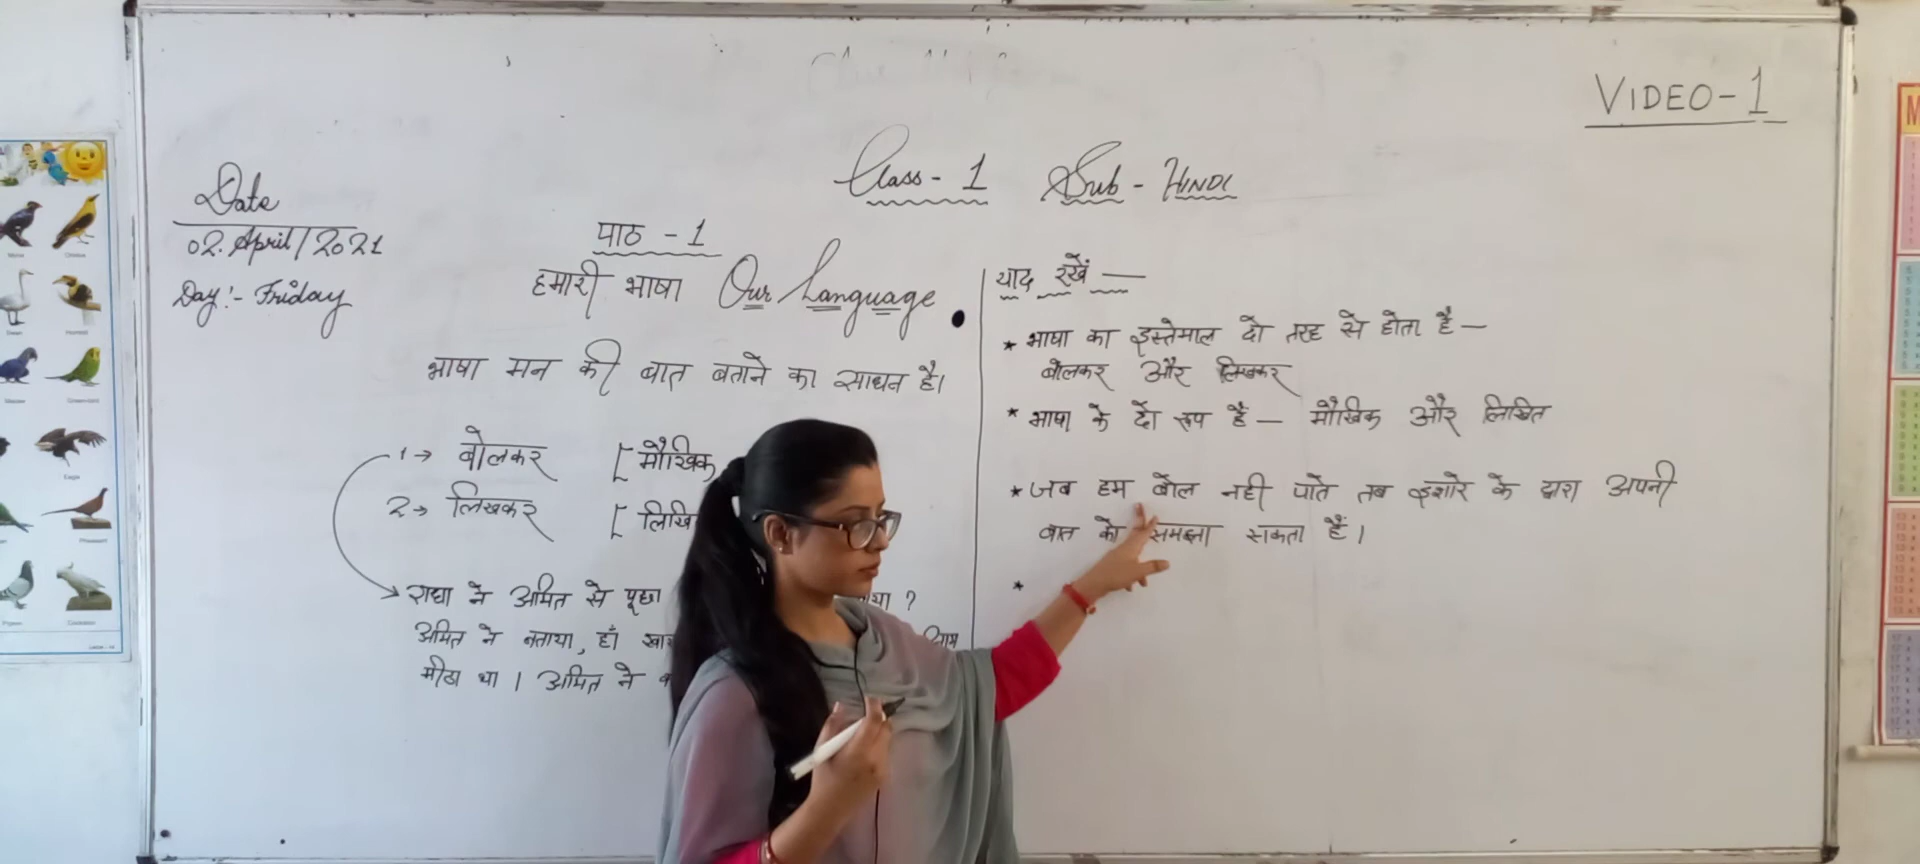 VIDEO-1
Class - 1 Sub - HINDI
Date
02. April/2021
Day:- Friday
पाठ - 1
हमारी भाषा Our Language
भाषा मन की बात बताने का साधन है।
1→ बोलकर [मौखिक
2→ लिखकर [लिखि
राधा ने अमित से पूछा ?
अमित ने बताया, हाँ
मीठा था । अमित ने
याद रखें —
* भाषा का इस्तेमाल दो तरह से होता है —
बोलकर और लिखकर
* भाषा के दो रूप हैं — मौखिक और लिखित
* जब हम बोल नही पाते तब इशारे के द्वारा अपनी
बात को समझा सकता हैं ।
*